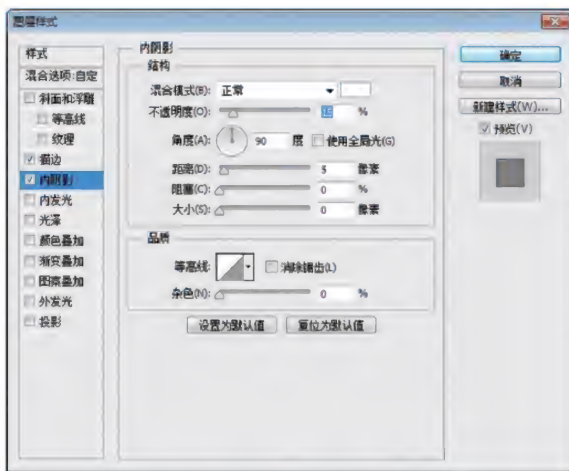 图层样式
样式
混合选项:自定
斜面和浮雕
等高线
纹理
描边
内阴影
内发光
光泽
颜色叠加
渐变叠加
图案叠加
外发光
投影
内阴影
结构
混合模式(B): 正常
不透明度(O): 15 %
角度(A): 90 度 使用全局光(G)
距离(D): 5 像素
阻塞(C): 0 %
大小(S): 0 像素
品质
等高线: 消除锯齿(L)
杂色(N): 0 %
设置为默认值 复位为默认值
确定
取消
新建样式(W)...
预览(V)